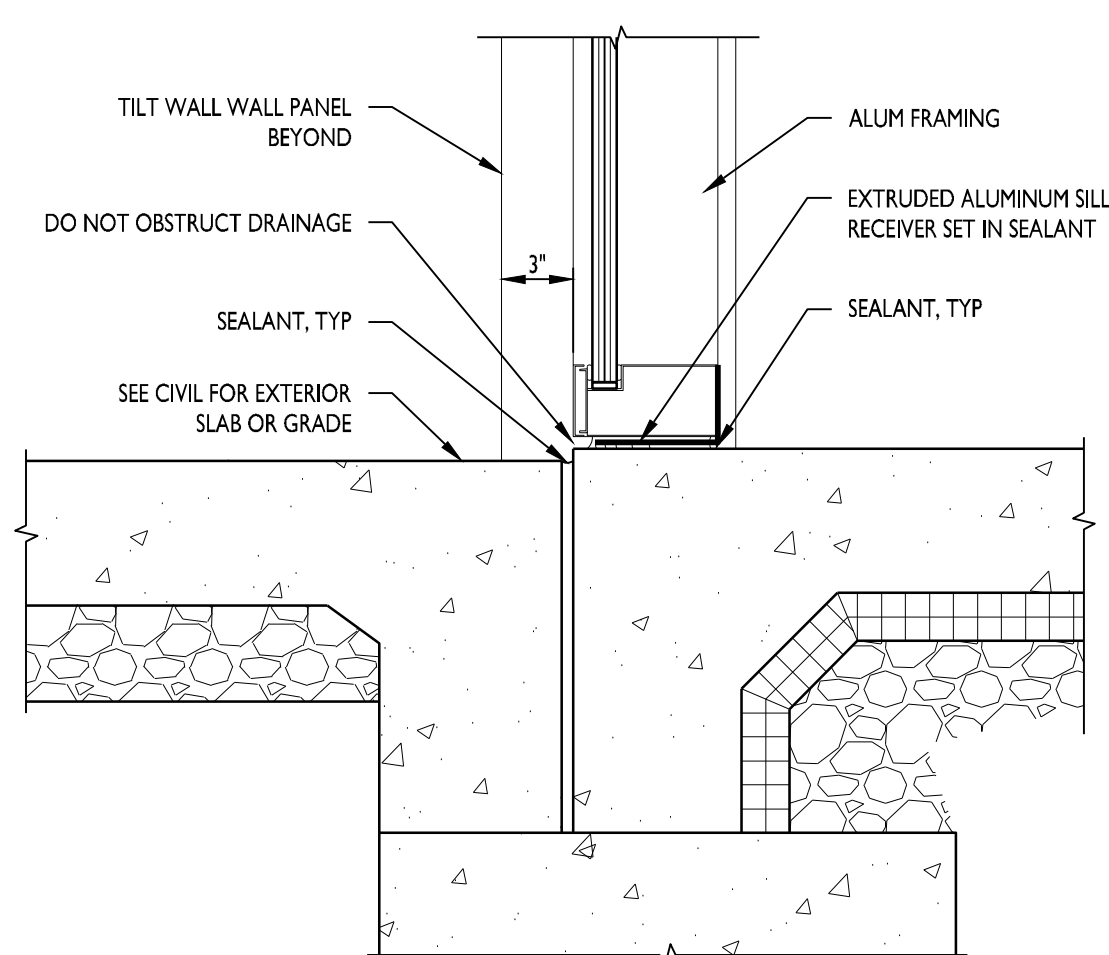 TILT WALL WALL PANEL
BEYOND
DO NOT OBSTRUCT DRAINAGE
3"
SEALANT, TYP
SEE CIVIL FOR EXTERIOR
SLAB OR GRADE
ALUM FRAMING
EXTRUDED ALUMINUM SILL
RECEIVER SET IN SEALANT
SEALANT, TYP